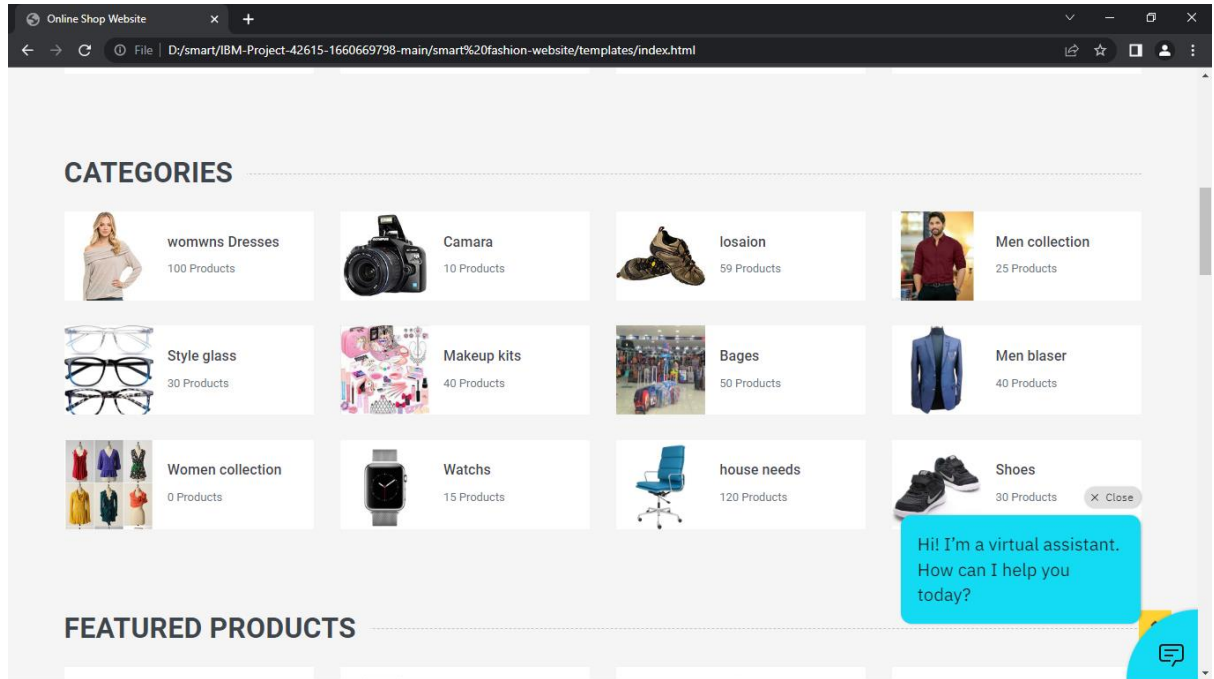 Online Shop Website
File
D:/smart/IBM-Project-42615-1660669798-main/smart%20fashion-website/templates/index.html
CATEGORIES
womwns Dresses
100 Products
Camara
10 Products
losaion
59 Products
Men collection
25 Products
Style glass
30 Products
Makeup kits
40 Products
Bages
50 Products
Men blaser
40 Products
Women collection
0 Products
Watchs
15 Products
house needs
120 Products
Shoes
30 Products
Close
Hi! I'm a virtual assistant.
How can I help you
today?
FEATURED PRODUCTS